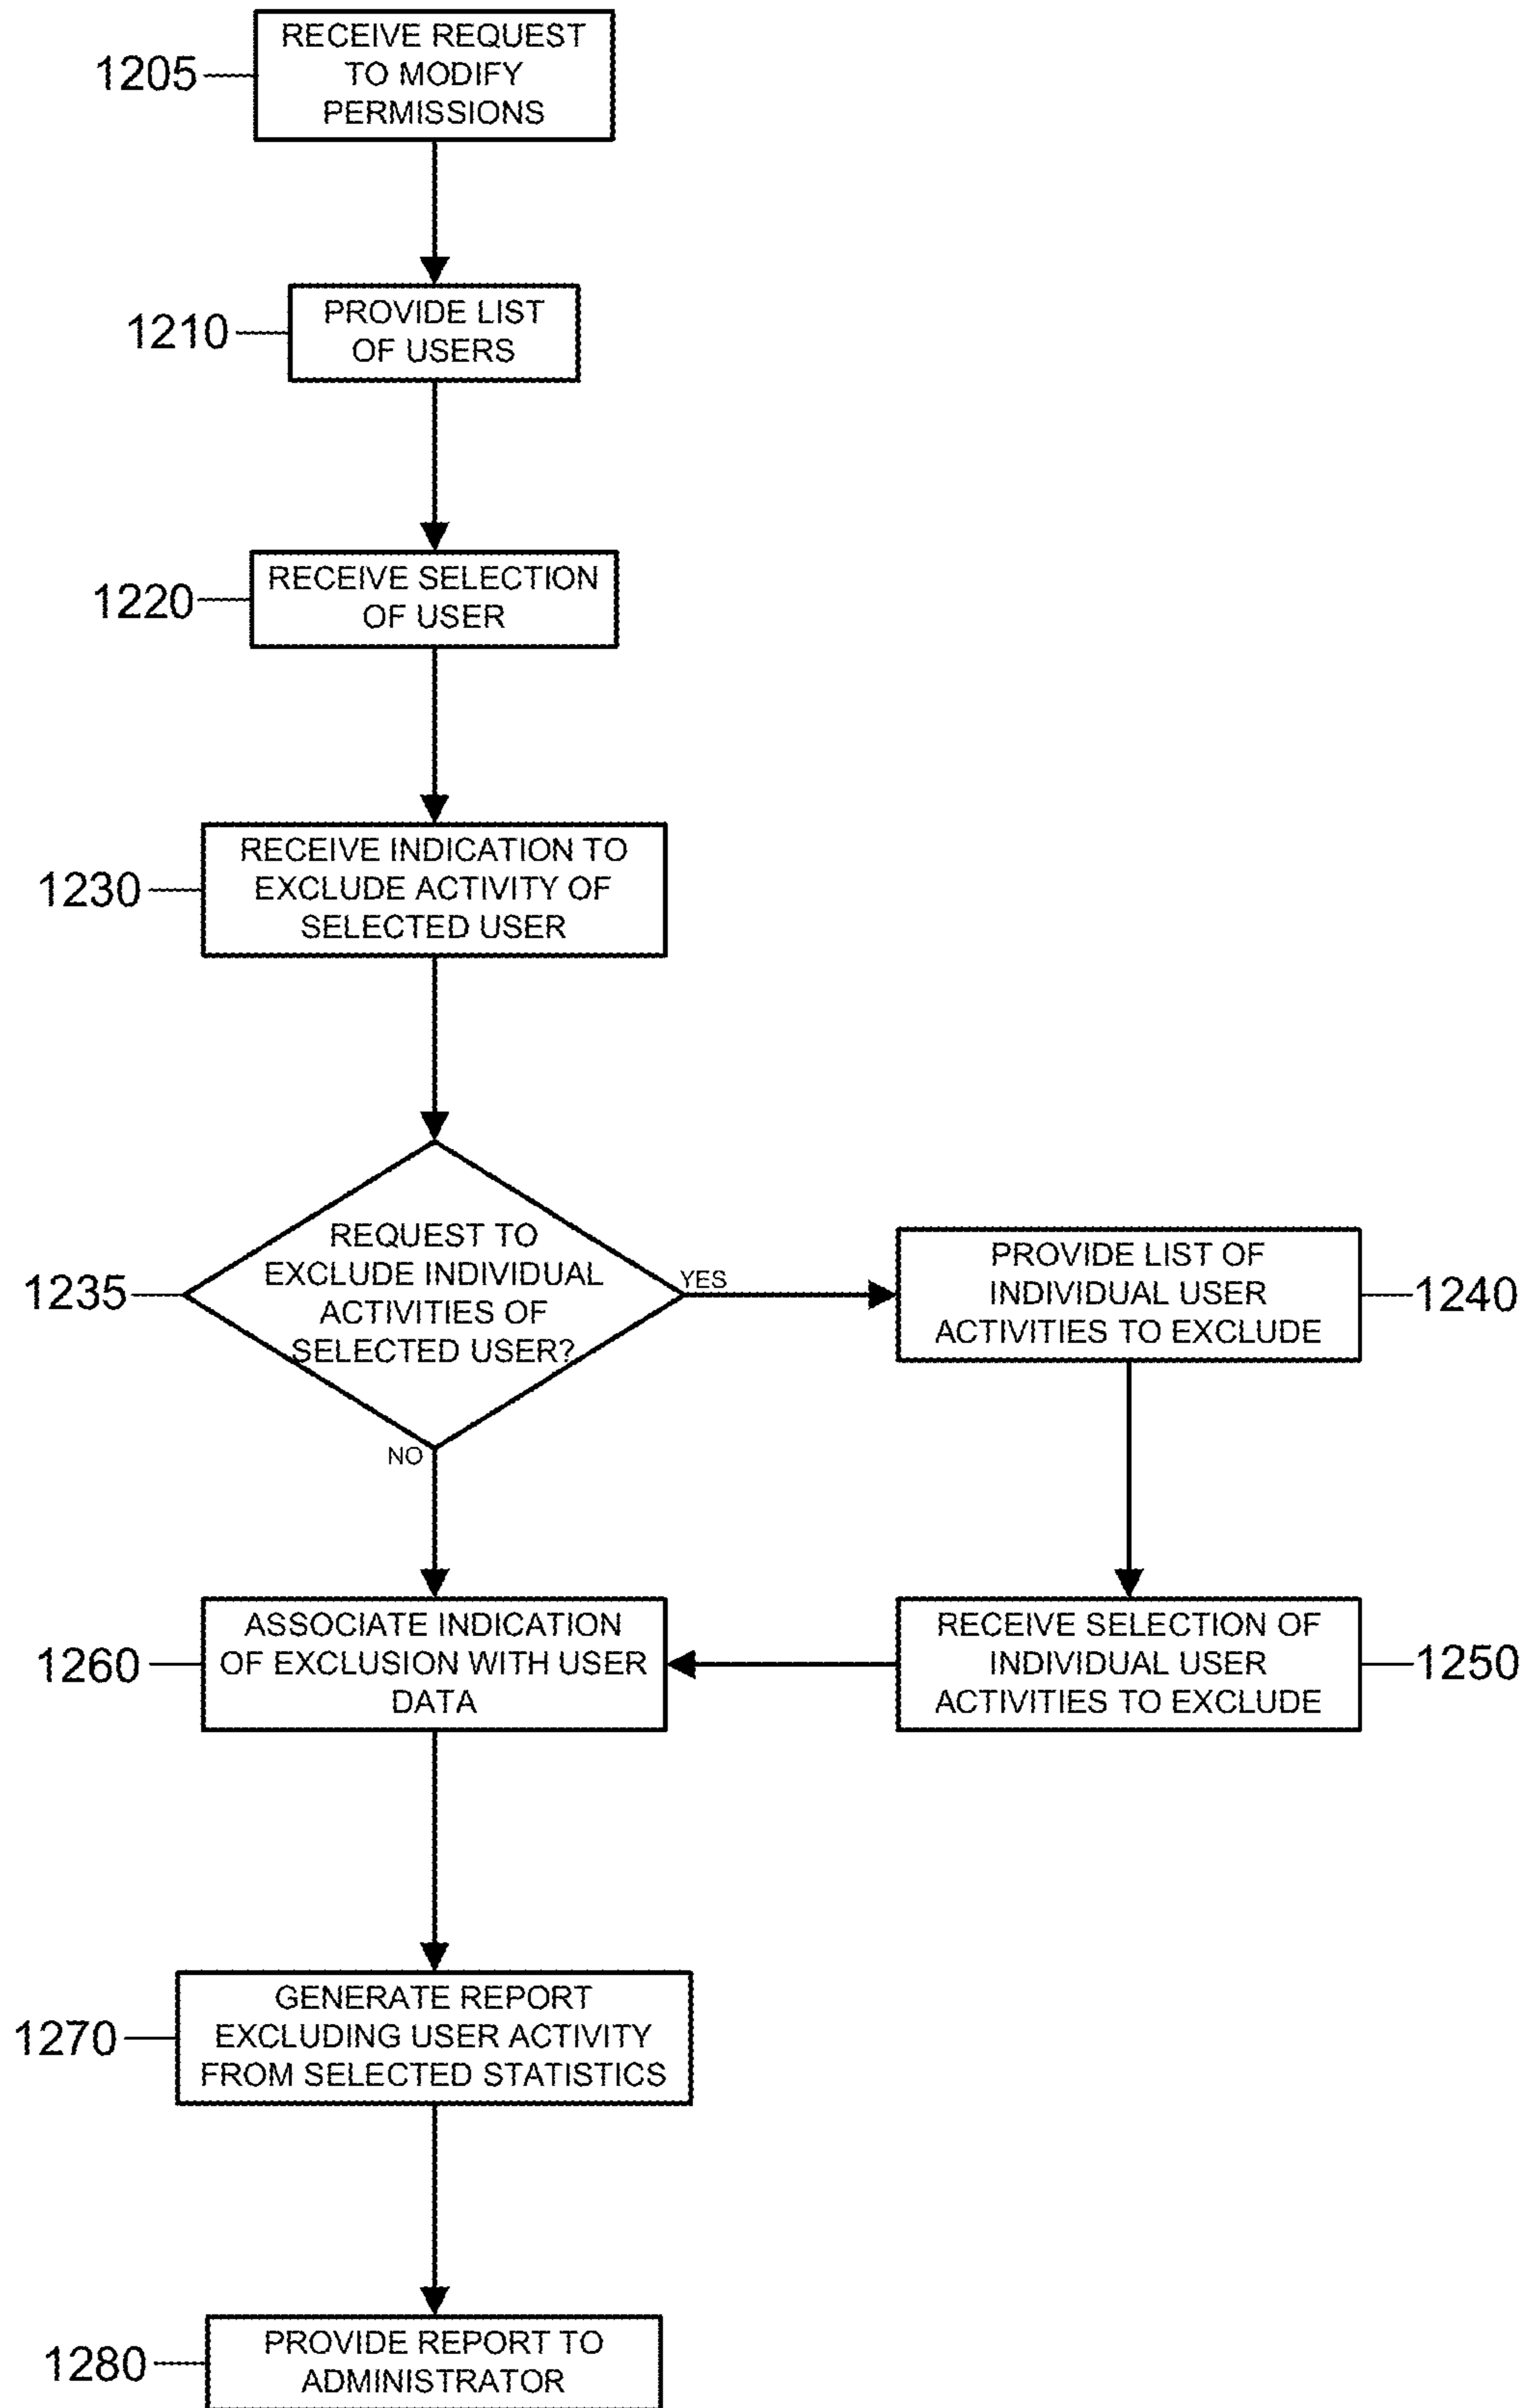 1205
RECEIVE REQUEST
TO MODIFY
PERMISSIONS
1210
PROVIDE LIST
OF USERS
1220
RECEIVE SELECTION
OF USER
1230
RECEIVE INDICATION TO
EXCLUDE ACTIVITY OF
SELECTED USER
1235
REQUEST TO
EXCLUDE INDIVIDUAL
ACTIVITIES OF
SELECTED USER?
YES
NO
PROVIDE LIST OF
INDIVIDUAL USER
ACTIVITIES TO EXCLUDE
1240
RECEIVE SELECTION OF
INDIVIDUAL USER
ACTIVITIES TO EXCLUDE
1250
1260
ASSOCIATE INDICATION
OF EXCLUSION WITH USER
DATA
1270
GENERATE REPORT
EXCLUDING USER ACTIVITY
FROM SELECTED STATISTICS
1280
PROVIDE REPORT TO
ADMINISTRATOR